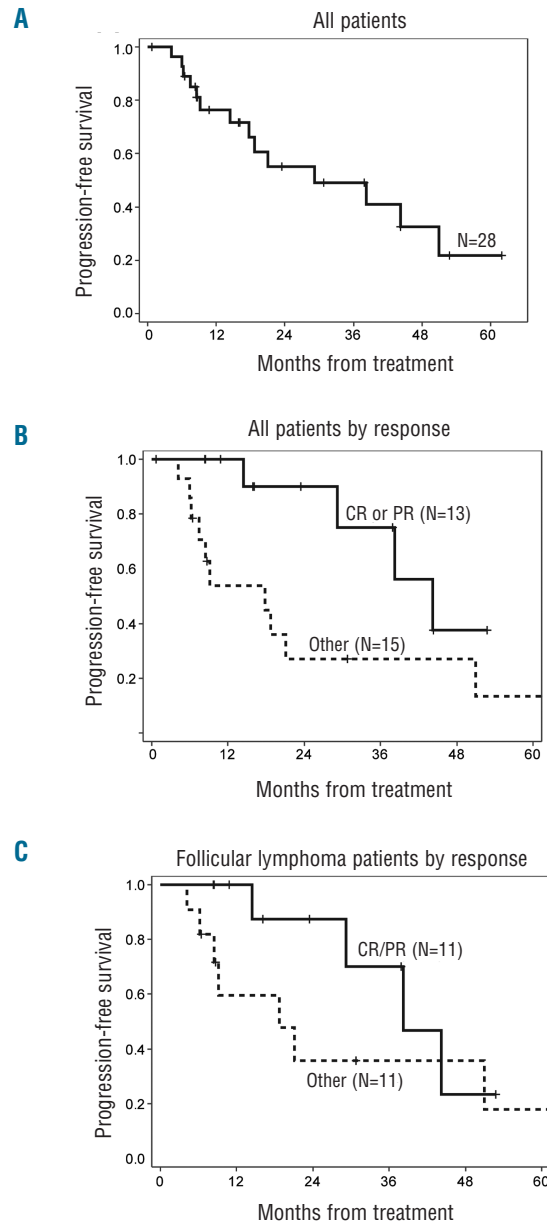 A
All patients
Progression-free survival
1.0
0.8
0.6
0.4
0.2
0.0
N=28
0 12 24 36 48 60
Months from treatment
B
All patients by response
Progression-free survival
1.0
0.8
0.6
0.4
0.2
CR or PR (N=13)
Other (N=15)
0 12 24 36 48 60
Months from treatment
C
Follicular lymphoma patients by response
Progression-free survival
1.0
0.8
0.6
0.4
0.2
0.0
CR/PR (N=11)
Other (N=11)
0 12 24 36 48 60
Months from treatment